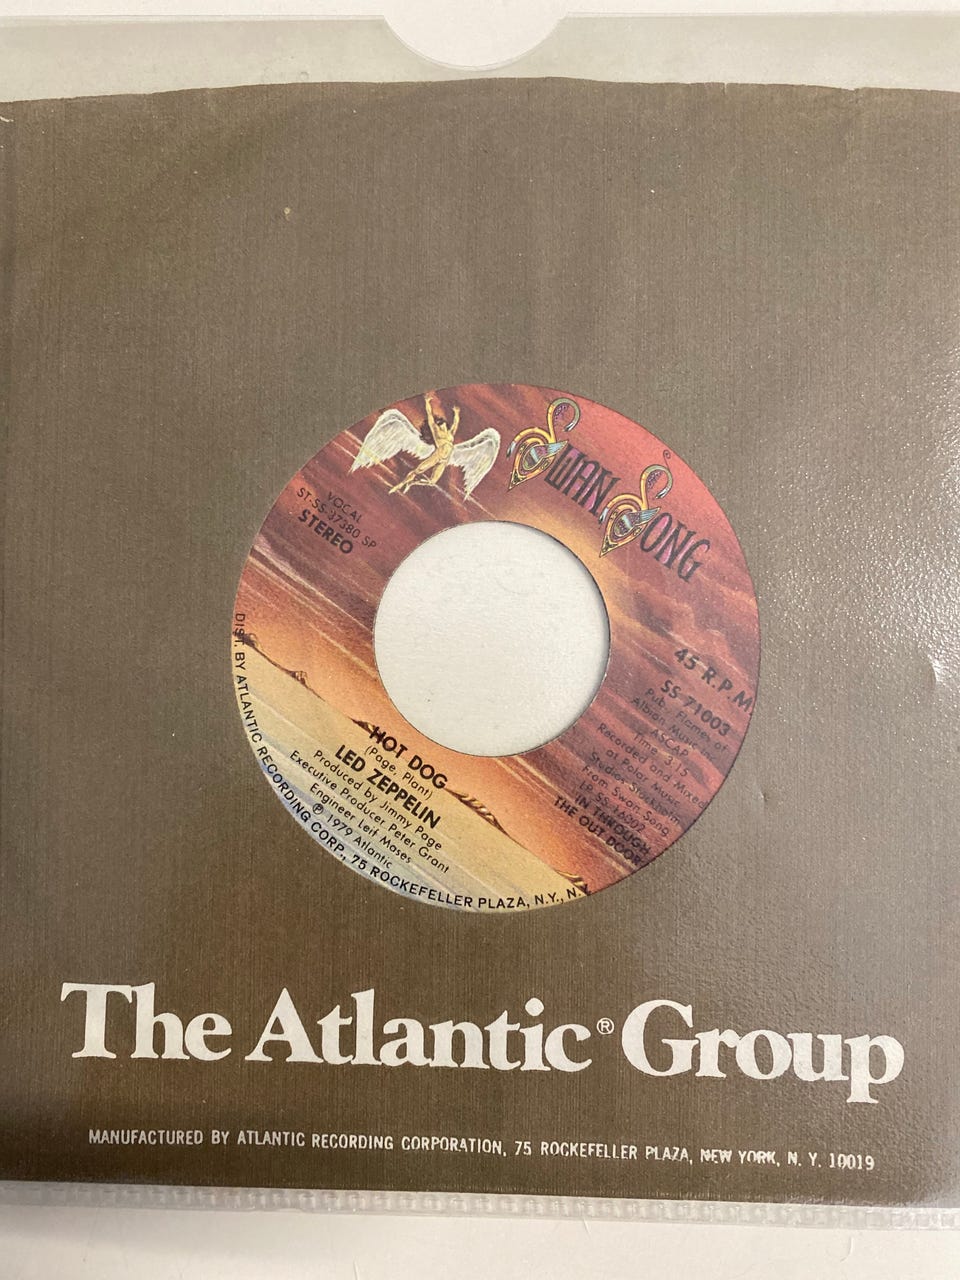 SWAN SONG
VOCAL
ST-SS-37380 SP
STEREO
45 R.P.M.
SS 71003
Pub., Flames of
Albion Music,
ASCAP
Time: 3:15
Recorded and Mixed
at Polar Music
Studios, Stockholm
From Swan Song
LP SS 16002
IN THROUGH
THE OUT DOOR
HOT DOG
(Page, Plant)
LED ZEPPELIN
Produced by Jimmy Page
Executive Producer Peter Grant
Engineer Leif Mases
℗ 1979 Atlantic
DIST. BY ATLANTIC RECORDING CORP., 75 ROCKEFELLER PLAZA, N.Y., N.
The Atlantic® Group
MANUFACTURED BY ATLANTIC RECORDING CORPORATION, 75 ROCKEFELLER PLAZA, NEW YORK, N. Y. 10019